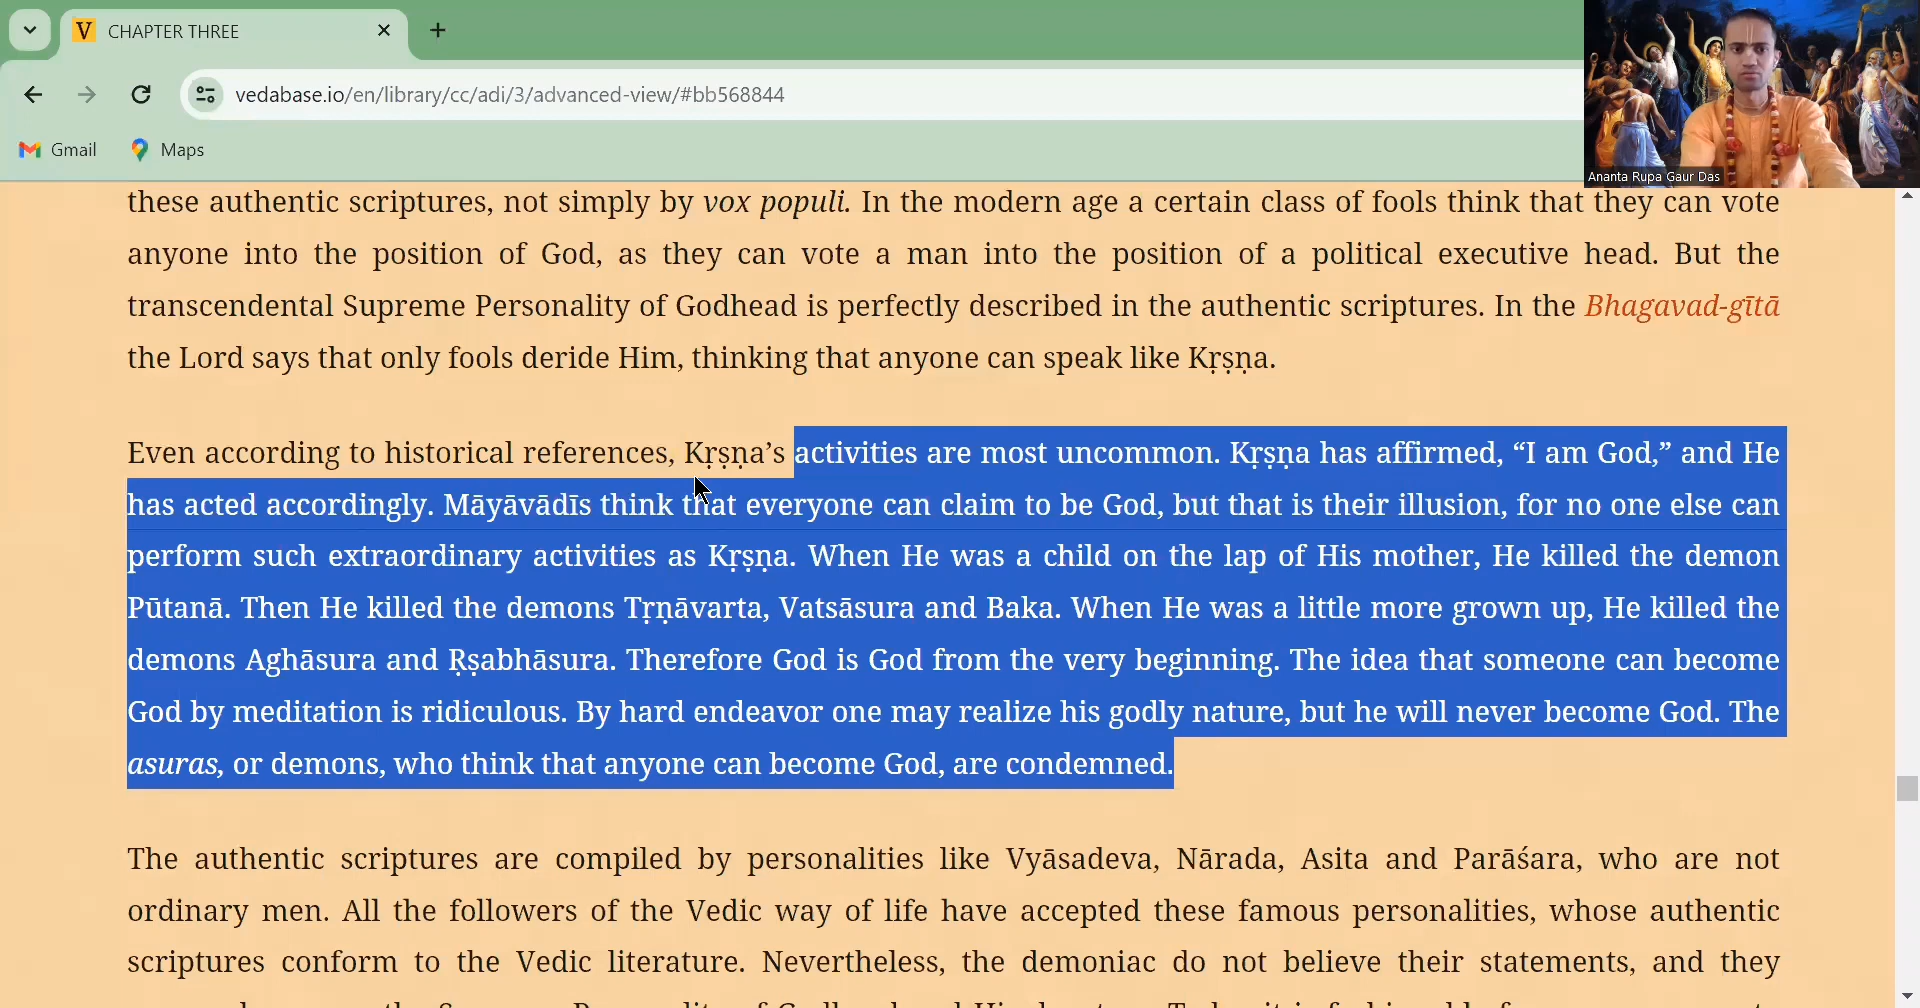 V CHAPTER THREE
vedabase.io/en/library/cc/adi/3/advanced-view/#bb568844
Gmail Maps
Ananta Rupa Gaur Das
these authentic scriptures, not simply by vox populi. In the modern age a certain class of fools think that they can vote
anyone into the position of God, as they can vote a man into the position of a political executive head. But the
transcendental Supreme Personality of Godhead is perfectly described in the authentic scriptures. In the Bhagavad-gītā
the Lord says that only fools deride Him, thinking that anyone can speak like Kṛṣṇa.
Even according to historical references, Kṛṣṇa’s activities are most uncommon. Kṛṣṇa has affirmed, “I am God,” and He
has acted accordingly. Māyāvādīs think that everyone can claim to be God, but that is their illusion, for no one else can
perform such extraordinary activities as Kṛṣṇa. When He was a child on the lap of His mother, He killed the demon
Pūtanā. Then He killed the demons Tṛṇāvarta, Vatsāsura and Baka. When He was a little more grown up, He killed the
demons Aghāsura and Ṛṣabhāsura. Therefore God is God from the very beginning. The idea that someone can become
God by meditation is ridiculous. By hard endeavor one may realize his godly nature, but he will never become God. The
asuras, or demons, who think that anyone can become God, are condemned.
The authentic scriptures are compiled by personalities like Vyāsadeva, Nārada, Asita and Parāśara, who are not
ordinary men. All the followers of the Vedic way of life have accepted these famous personalities, whose authentic
scriptures conform to the Vedic literature. Nevertheless, the demoniac do not believe their statements, and they